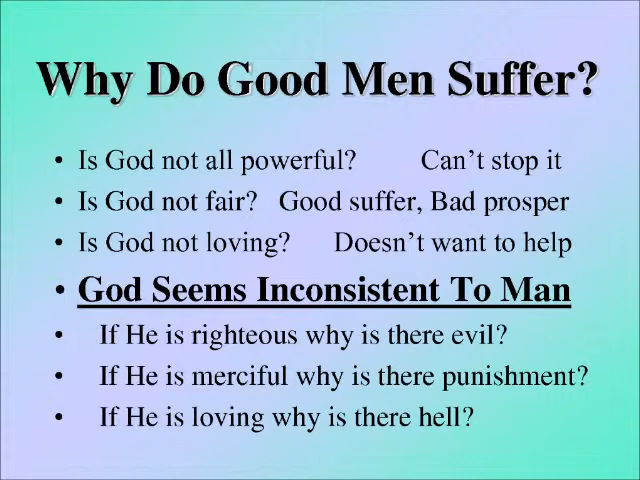 Why Do Good Men Suffer?
• Is God not all powerful? Can't stop it
• Is God not fair? Good suffer, Bad prosper
• Is God not loving? Doesn't want to help
• God Seems Inconsistent To Man
• If He is righteous why is there evil?
• If He is merciful why is there punishment?
• If He is loving why is there hell?